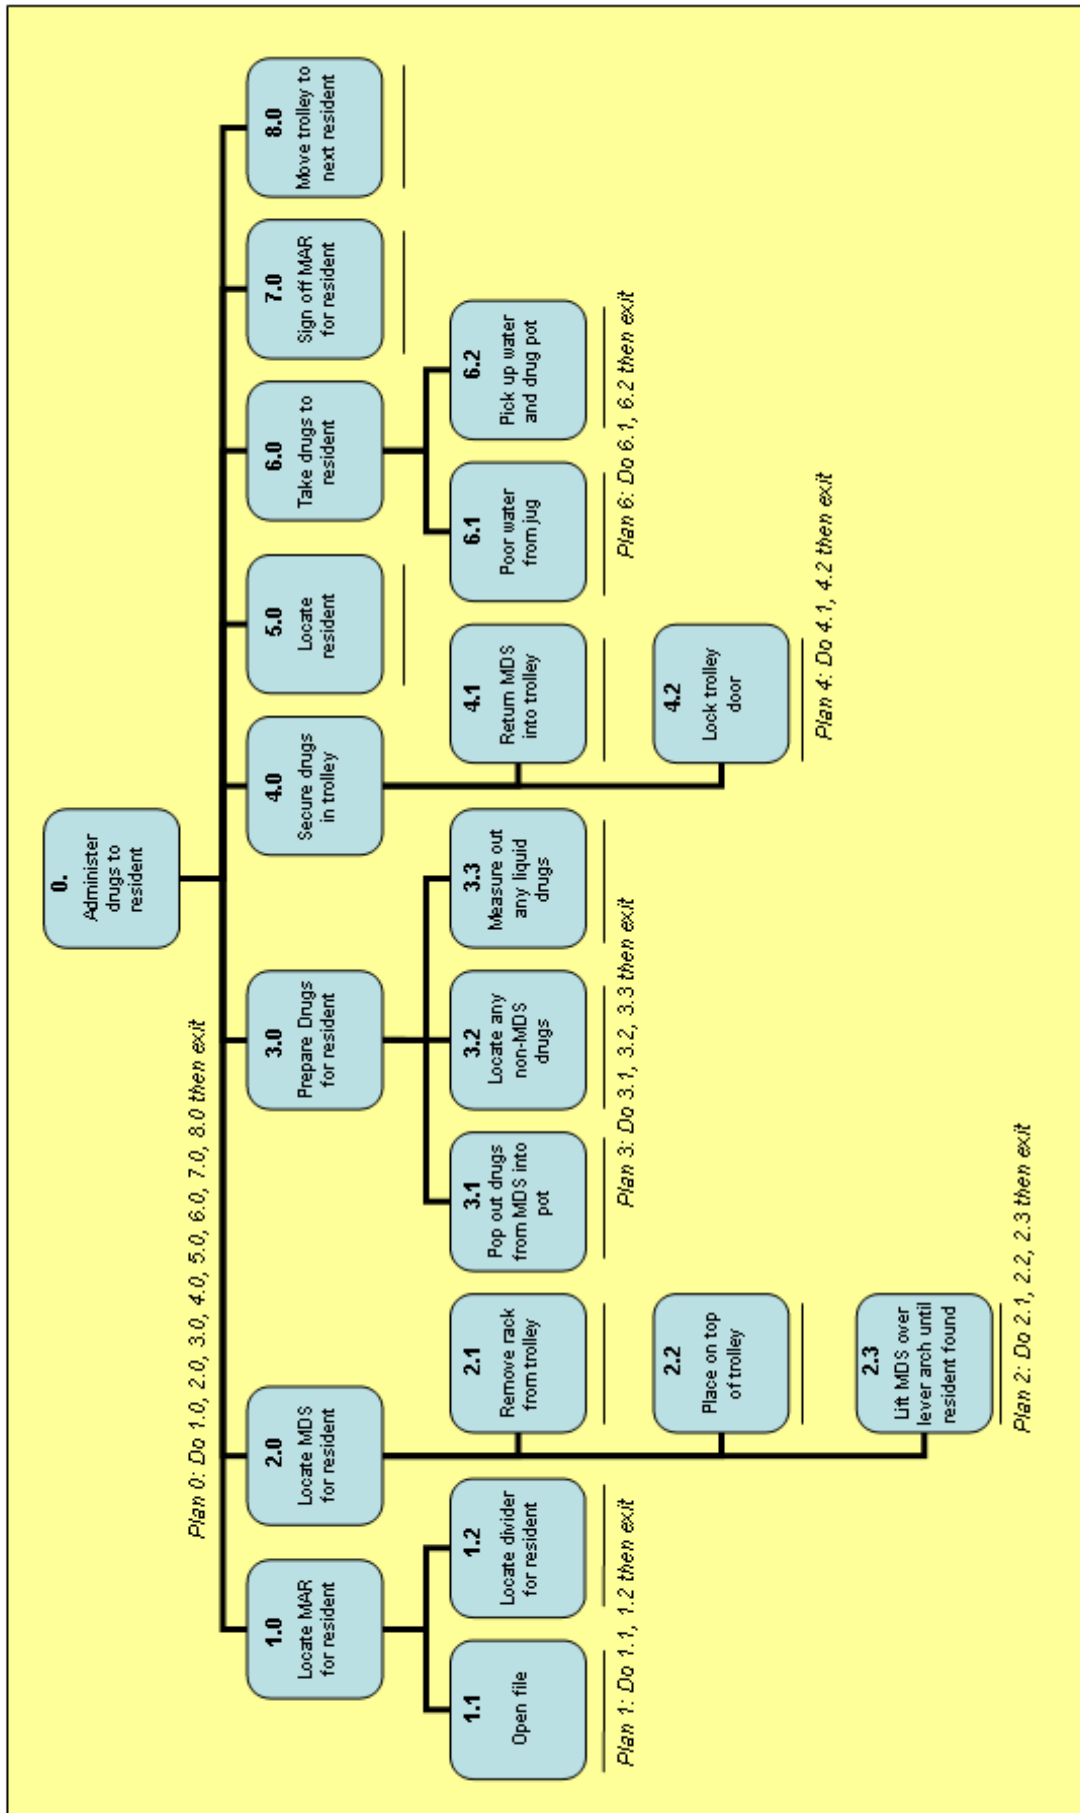 0.
Administer
drugs to
resident
Plan 0: Do 1.0, 2.0, 3.0, 4.0, 5.0, 6.0, 7.0, 8.0 then exit
1.0
Locate MAR
for resident
2.0
Locate MDS
for resident
3.0
Prepare Drugs
for resident
4.0
Secure drugs
in trolley
5.0
Locate
resident
6.0
Take drugs to
resident
7.0
Sign off MAR
for resident
8.0
Move trolley to
next resident
1.1
Open file
1.2
Locate divider
for resident
Plan 1: Do 1.1, 1.2 then exit
2.1
Remove rack
from trolley
2.2
Place on top
of trolley
2.3
Lift MDS over
lever arch until
resident found
Plan 2: Do 2.1, 2.2, 2.3 then exit
3.1
Pop out drugs
from MDS into
pot
3.2
Locate any
non-MDS
drugs
3.3
Measure out
any liquid
drugs
Plan 3: Do 3.1, 3.2, 3.3 then exit
4.1
Return MDS
into trolley
4.2
Lock trolley
door
Plan 4: Do 4.1, 4.2 then exit
6.1
Poor water
from jug
6.2
Pick up water
and drug pot
Plan 6: Do 6.1, 6.2 then exit